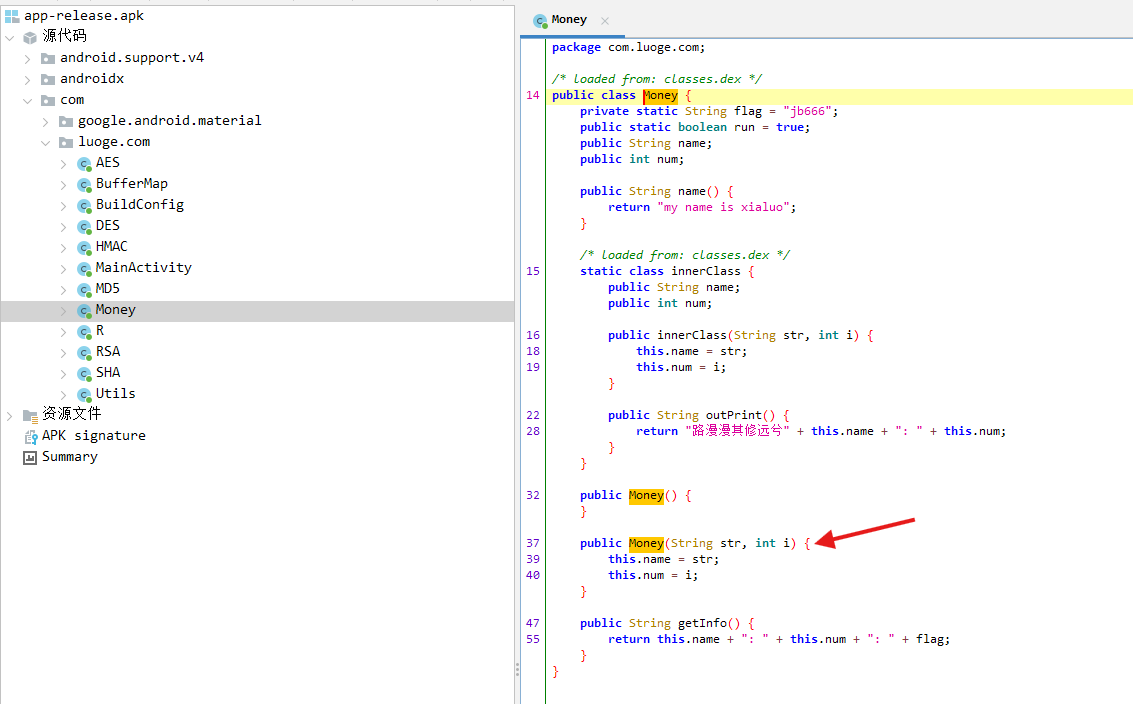 app-release.apk
源代码
android.support.v4
androidx
com
google.android.material
luoge.com
AES
BufferMap
BuildConfig
DES
HMAC
MainActivity
MD5
Money
R
RSA
SHA
Utils
资源文件
APK signature
Summary
Money
package com.luoge.com;
/* loaded from: classes.dex */
14 public class Money {
private static String flag = "jb666";
public static boolean run = true;
public String name;
public int num;
public String name() {
return "my name is xialuo";
}
/* loaded from: classes.dex */
15 static class innerClass {
public String name;
public int num;
16 public innerClass(String str, int i) {
18 this.name = str;
19 this.num = i;
}
22 public String outPrint() {
28 return "路漫漫其修远兮" + this.name + ": " + this.num;
}
}
32 public Money() {
}
37 public Money(String str, int i) {
39 this.name = str;
40 this.num = i;
}
47 public String getInfo() {
55 return this.name + ": " + this.num + ": " + flag;
}
}